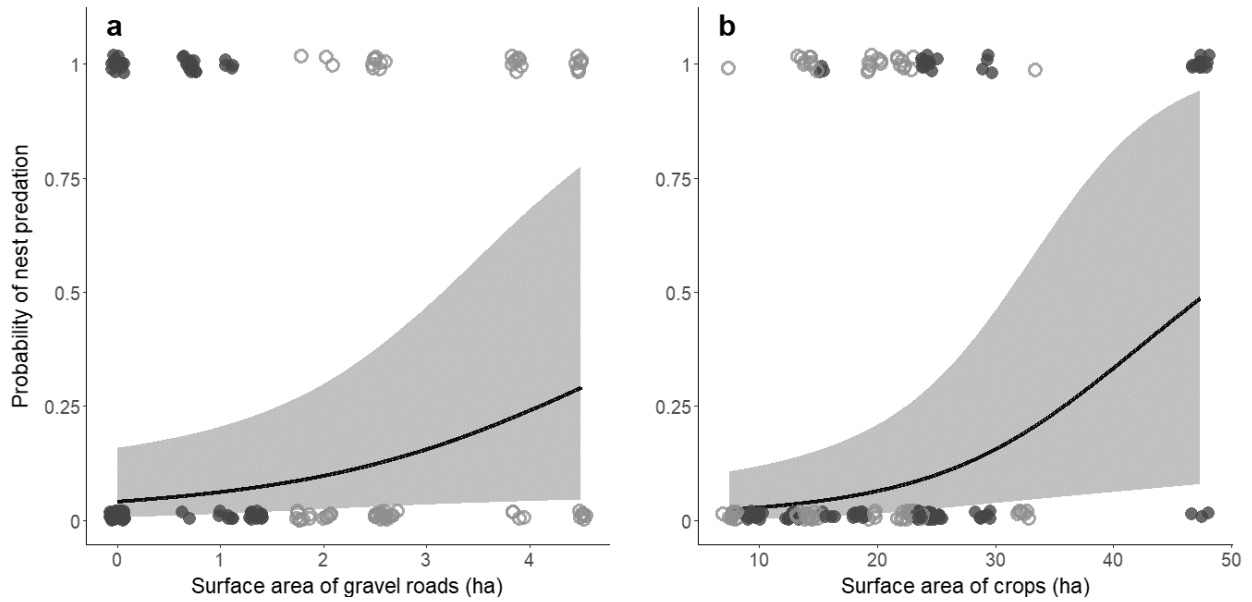 a
1
0.75
0.5
0.25
0
0 1 2 3 4
Surface area of gravel roads (ha)
Probability of nest predation
b
1
0.75
0.5
0.25
0
10 20 30 40 50
Surface area of crops (ha)